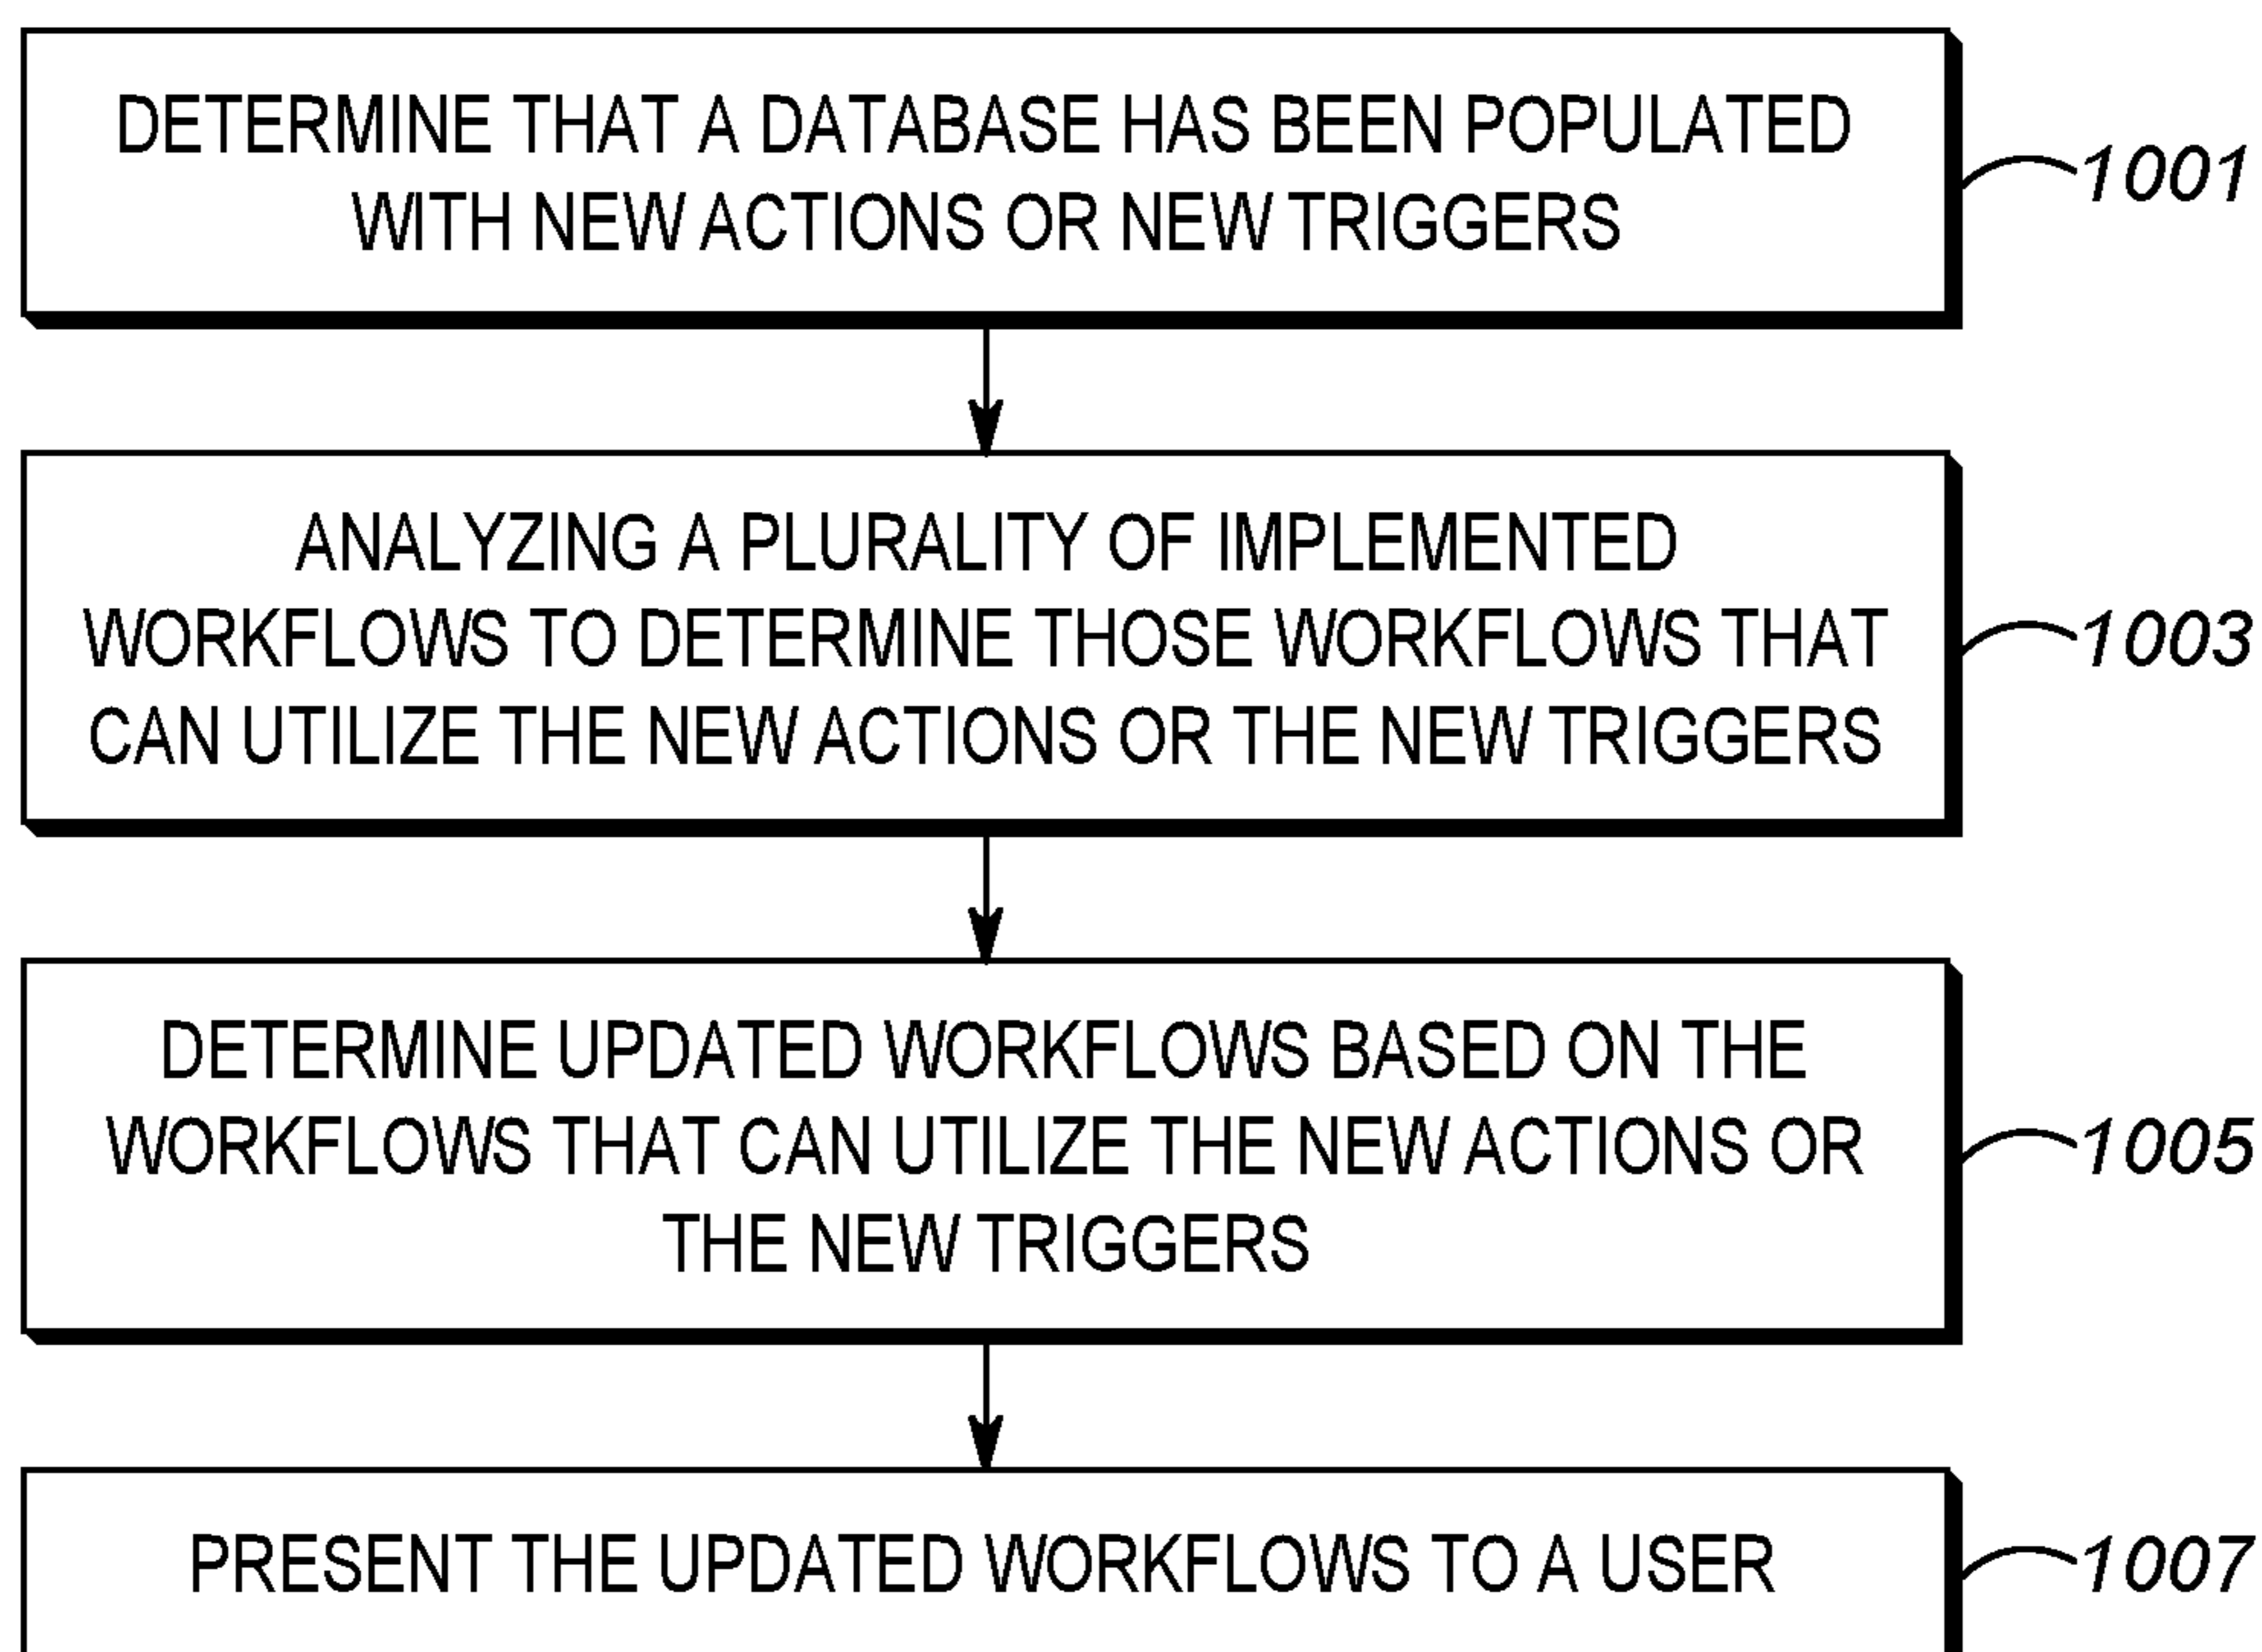 DETERMINE THAT A DATABASE HAS BEEN POPULATED
WITH NEW ACTIONS OR NEW TRIGGERS
1001
ANALYZING A PLURALITY OF IMPLEMENTED
WORKFLOWS TO DETERMINE THOSE WORKFLOWS THAT
CAN UTILIZE THE NEW ACTIONS OR THE NEW TRIGGERS
1003
DETERMINE UPDATED WORKFLOWS BASED ON THE
WORKFLOWS THAT CAN UTILIZE THE NEW ACTIONS OR
THE NEW TRIGGERS
1005
PRESENT THE UPDATED WORKFLOWS TO A USER
1007